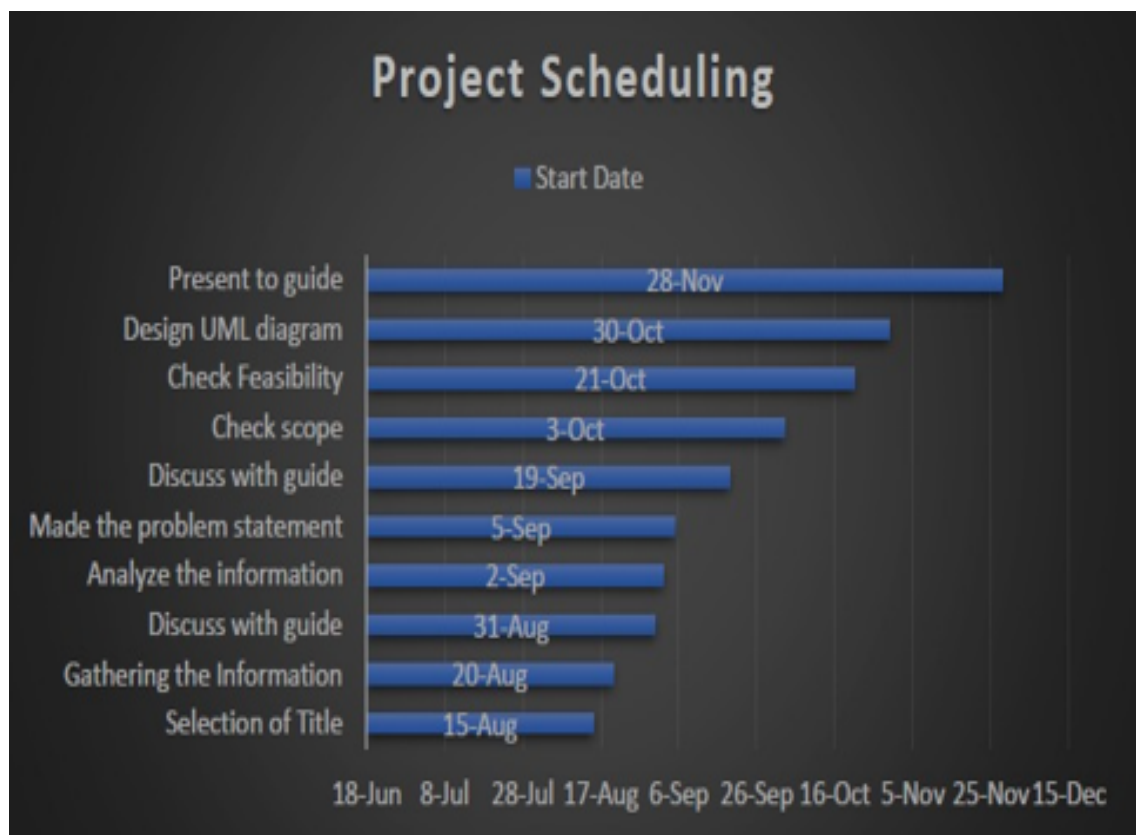 Project Scheduling
Start Date
Present to guide 28-Nov
Design UML diagram 30-Oct
Check Feasibility 21-Oct
Check scope 3-Oct
Discuss with guide 19-Sep
Made the problem statement 5-Sep
Analyze the information 2-Sep
Discuss with guide 31-Aug
Gathering the Information 20-Aug
Selection of Title 15-Aug
18-Jun 8-Jul 28-Jul 17-Aug 6-Sep 26-Sep 16-Oct 5-Nov 25-Nov 15-Dec